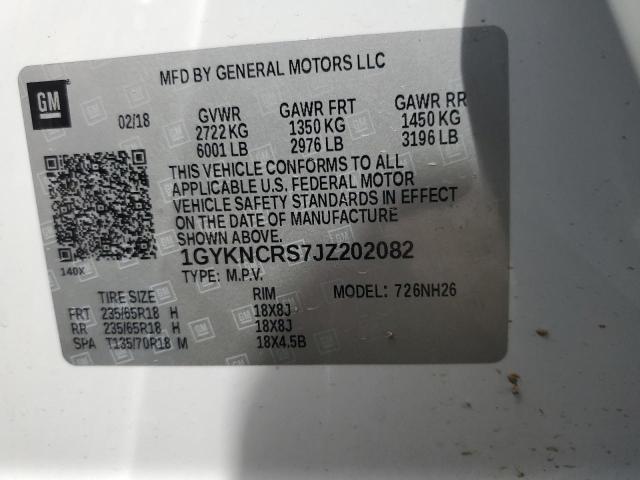 MFD BY GENERAL MOTORS LLC
GM
02/18 GVWR GAWR FRT GAWR RR
2722 KG 1350 KG 1450 KG
6001 LB 2976 LB 3196 LB
THIS VEHICLE CONFORMS TO ALL
APPLICABLE U.S. FEDERAL MOTOR
VEHICLE SAFETY STANDARDS IN EFFECT
ON THE DATE OF MANUFACTURE
SHOWN ABOVE.
140X
1GYKNCRS7JZ202082
TYPE: M.P.V.
TIRE SIZE RIM MODEL: 726NH26
FRT 235/65R18 H 18X8J
RR 235/65R18 H 18X8J
SPA T135/70R18 M 18X4.5B